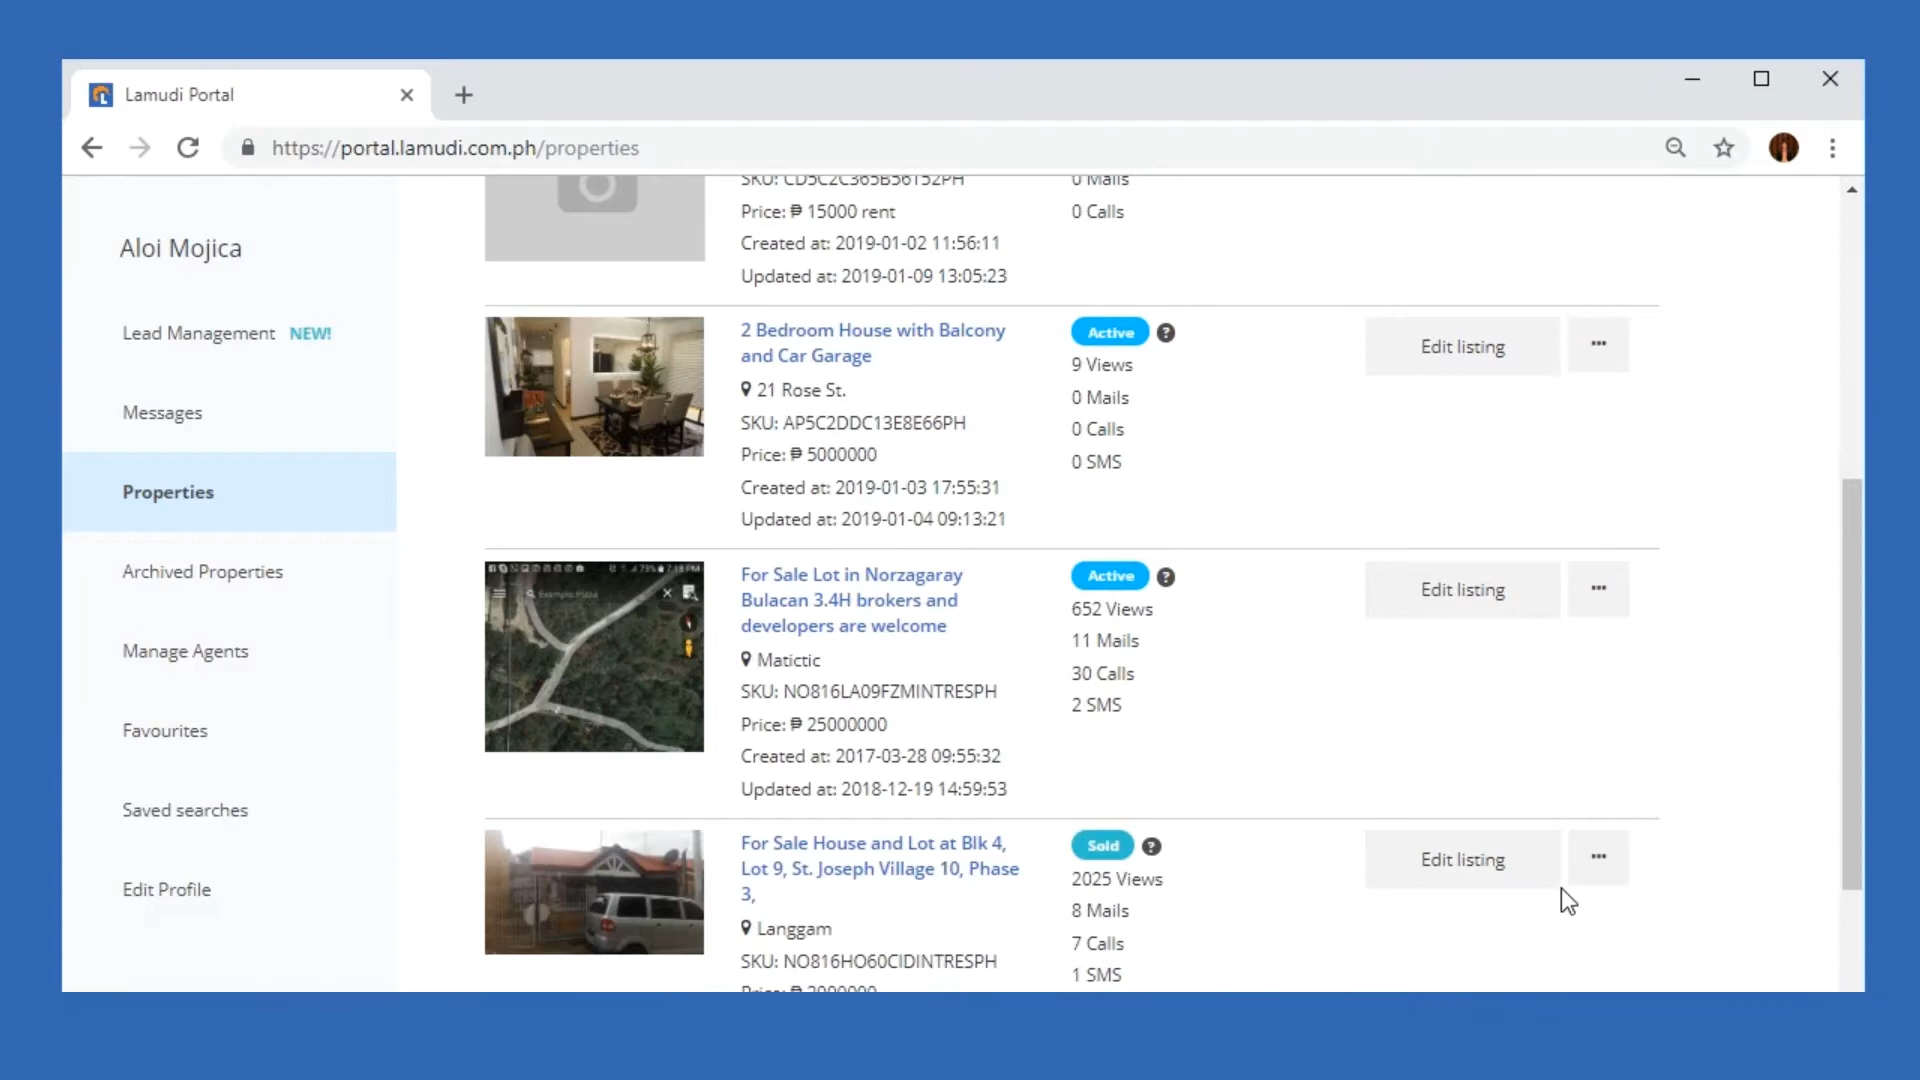 Lamudi Portal
https://portal.lamudi.com.ph/properties
Aloi Mojica
Lead Management NEW!
Messages
Properties
Archived Properties
Manage Agents
Favourites
Saved searches
Edit Profile
SKU: CD5C2C365B56152PH
Price: ₱ 15000 rent
Created at: 2019-01-02 11:56:11
Updated at: 2019-01-09 13:05:23
0 Mails
0 Calls
2 Bedroom House with Balcony
and Car Garage
21 Rose St.
SKU: AP5C2DDC13E8E66PH
Price: ₱ 5000000
Created at: 2019-01-03 17:55:31
Updated at: 2019-01-04 09:13:21
Active ?
9 Views
0 Mails
0 Calls
0 SMS
Edit listing ...
73% 7:18 PM
For Sale Lot in Norzagaray
Bulacan 3.4H brokers and
developers are welcome
Matictic
SKU: NO816LA09FZMINTRESPH
Price: ₱ 25000000
Created at: 2017-03-28 09:55:32
Updated at: 2018-12-19 14:59:53
Active ?
652 Views
11 Mails
30 Calls
2 SMS
Edit listing ...
For Sale House and Lot at Blk 4,
Lot 9, St. Joseph Village 10, Phase
3,
Langgam
SKU: NO816HO60CIDINTRESPH
Sold ?
2025 Views
8 Mails
7 Calls
1 SMS
Edit listing ...